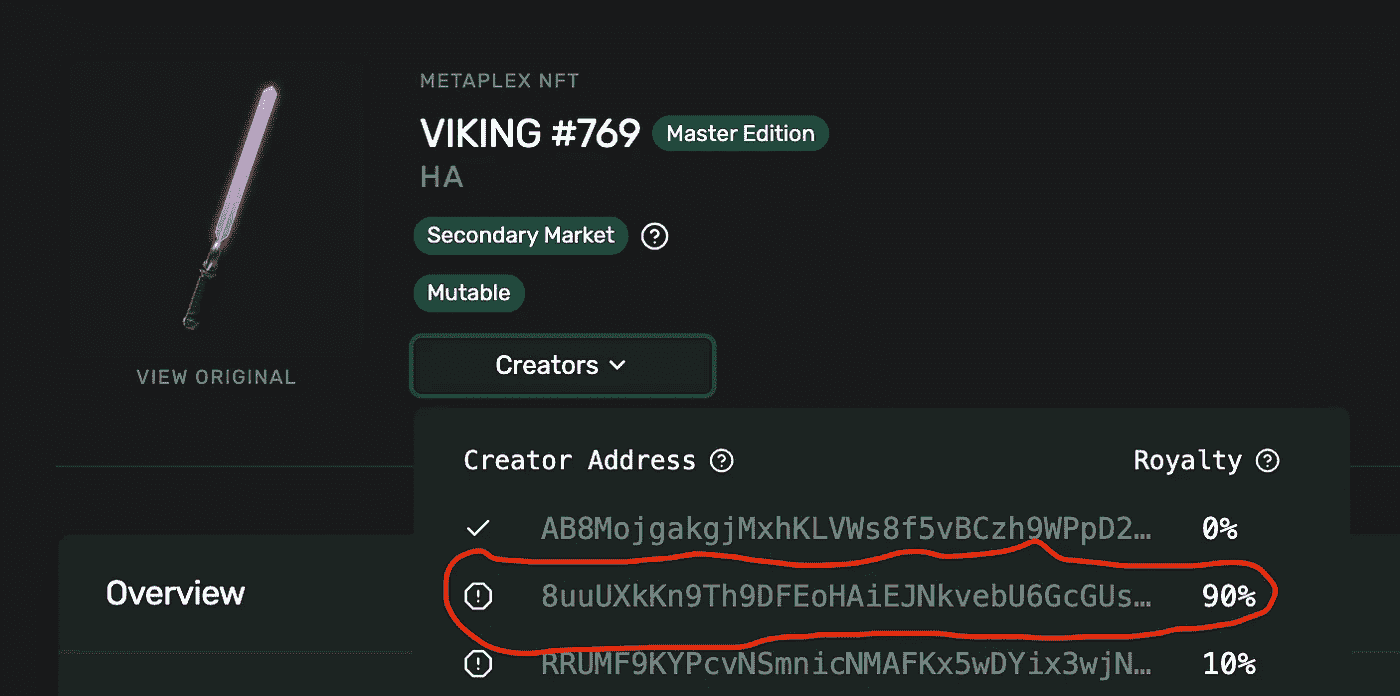 METAPLEX NFT
VIKING #769 Master Edition
HA
Secondary Market ?
Mutable
VIEW ORIGINAL
Creators
Creator Address ? Royalty ?
AB8MojgakgjMxhKLVWs8f5vBCzh9WPpD2… 0%
! 8uuUXkKn9Th9DFEoHAiEJNkvebU6GcGUs… 90%
Overview
! RRUMF9KYPcvNSmnicNMAFKx5wDYix3wjN… 10%